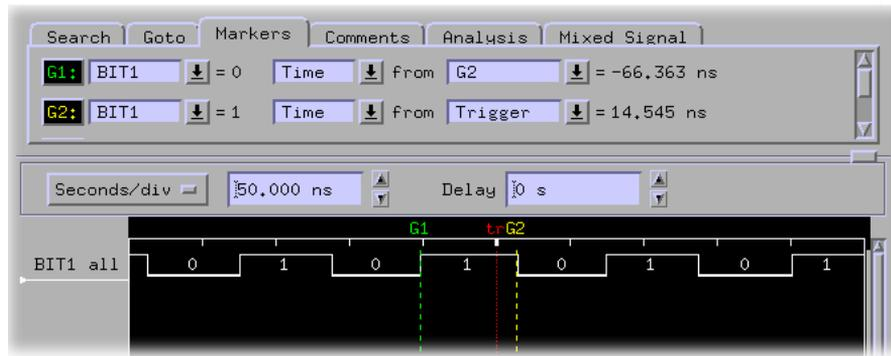 Search Goto Markers Comments Analysis Mixed Signal
G1: BIT1 = 0 Time from G2 = -66.363 ns
G2: BIT1 = 1 Time from Trigger = 14.545 ns
Seconds/div 50.000 ns Delay 0 s
G1 tr G2
BIT1 all 0 1 0 1 0 1 0 1